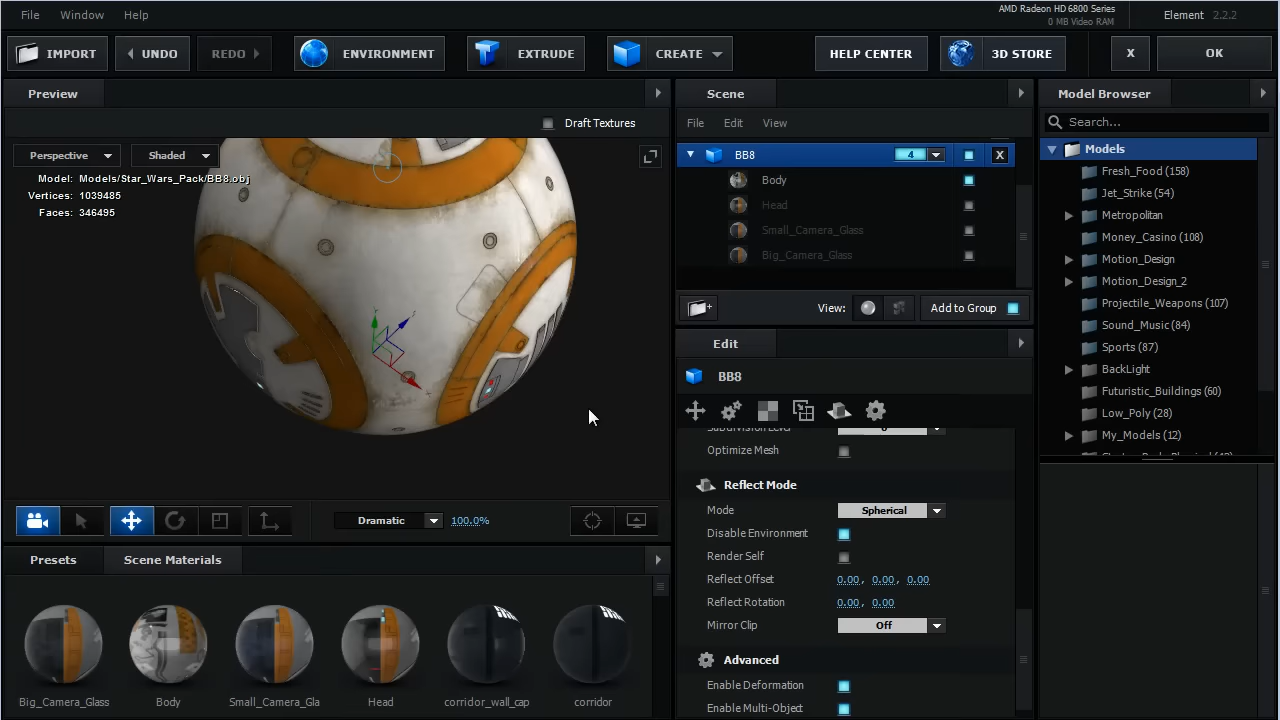 File Window Help
AMD Radeon HD 6800 Series
0 MB Video RAM
Element 2.2.2
IMPORT UNDO REDO ENVIRONMENT EXTRUDE CREATE HELP CENTER 3D STORE X OK
Preview
Draft Textures
Perspective Shaded
Model: Models/Star_Wars_Pack/BB8.obj
Vertices: 1039485
Faces: 346495
Dramatic 100.0%
Presets Scene Materials
Big_Camera_Glass Body Small_Camera_Gla Head corridor_wall_cap corridor
Scene
File Edit View
BB8 4 X
Body
Head
Small_Camera_Glass
Big_Camera_Glass
View: Add to Group
Edit
BB8
Subdivision Level
Optimize Mesh
Reflect Mode
Mode Spherical
Disable Environment
Render Self
Reflect Offset 0.00, 0.00, 0.00
Reflect Rotation 0.00, 0.00
Mirror Clip Off
Advanced
Enable Deformation
Enable Multi-Object
Model Browser
Search...
Models
Fresh_Food (158)
Jet_Strike (54)
Metropolitan
Money_Casino (108)
Motion_Design
Motion_Design_2
Projectile_Weapons (107)
Sound_Music (84)
Sports (87)
BackLight
Futuristic_Buildings (60)
Low_Poly (28)
My_Models (12)